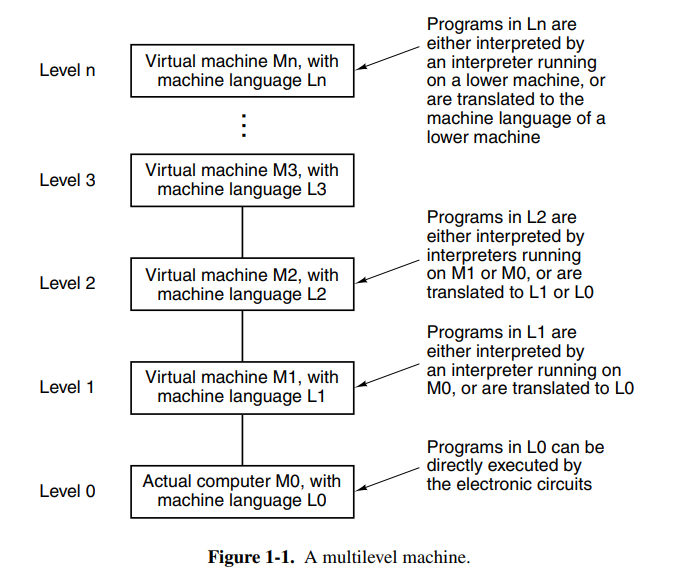 Level n
Virtual machine Mn, with
machine language Ln
Programs in Ln are
either interpreted by
an interpreter running
on a lower machine, or
are translated to the
machine language of a
lower machine
Level 3
Virtual machine M3, with
machine language L3
Level 2
Virtual machine M2, with
machine language L2
Programs in L2 are
either interpreted by
interpreters running
on M1 or M0, or are
translated to L1 or L0
Level 1
Virtual machine M1, with
machine language L1
Programs in L1 are
either interpreted by
an interpreter running on
M0, or are translated to L0
Level 0
Actual computer M0, with
machine language L0
Programs in L0 can be
directly executed by
the electronic circuits
Figure 1-1. A multilevel machine.